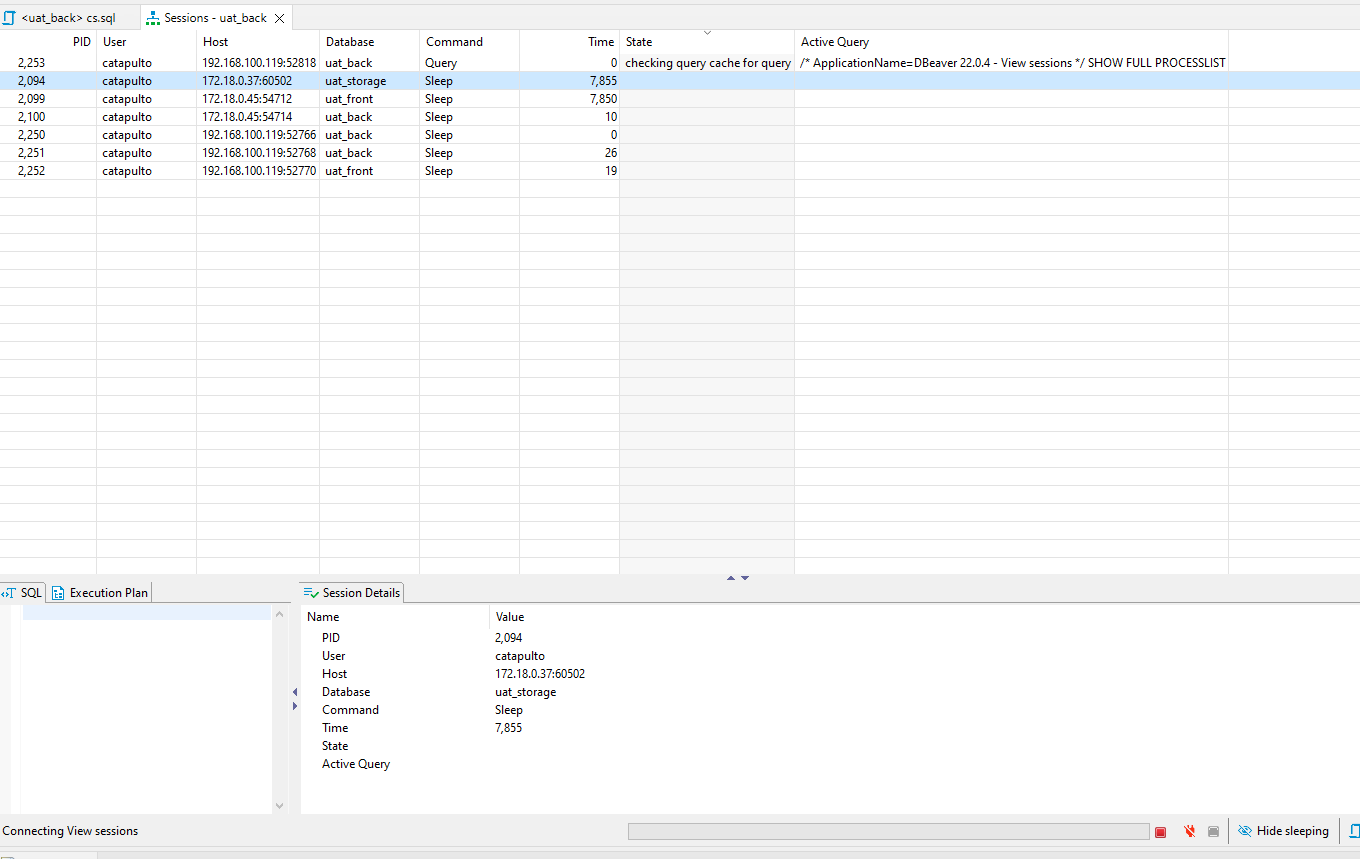 <uat_back> cs.sql Sessions - uat_back
PID User Host Database Command Time State Active Query
2,253 catapulto 192.168.100.119:52818 uat_back Query 0 checking query cache for query /* ApplicationName=DBeaver 22.0.4 - View sessions */ SHOW FULL PROCESSLIST
2,094 catapulto 172.18.0.37:60502 uat_storage Sleep 7,855
2,099 catapulto 172.18.0.45:54712 uat_front Sleep 7,850
2,100 catapulto 172.18.0.45:54714 uat_back Sleep 10
2,250 catapulto 192.168.100.119:52766 uat_back Sleep 0
2,251 catapulto 192.168.100.119:52768 uat_back Sleep 26
2,252 catapulto 192.168.100.119:52770 uat_front Sleep 19
SQL Execution Plan Session Details
Name Value
PID 2,094
User catapulto
Host 172.18.0.37:60502
Database uat_storage
Command Sleep
Time 7,855
State
Active Query
Connecting View sessions Hide sleeping